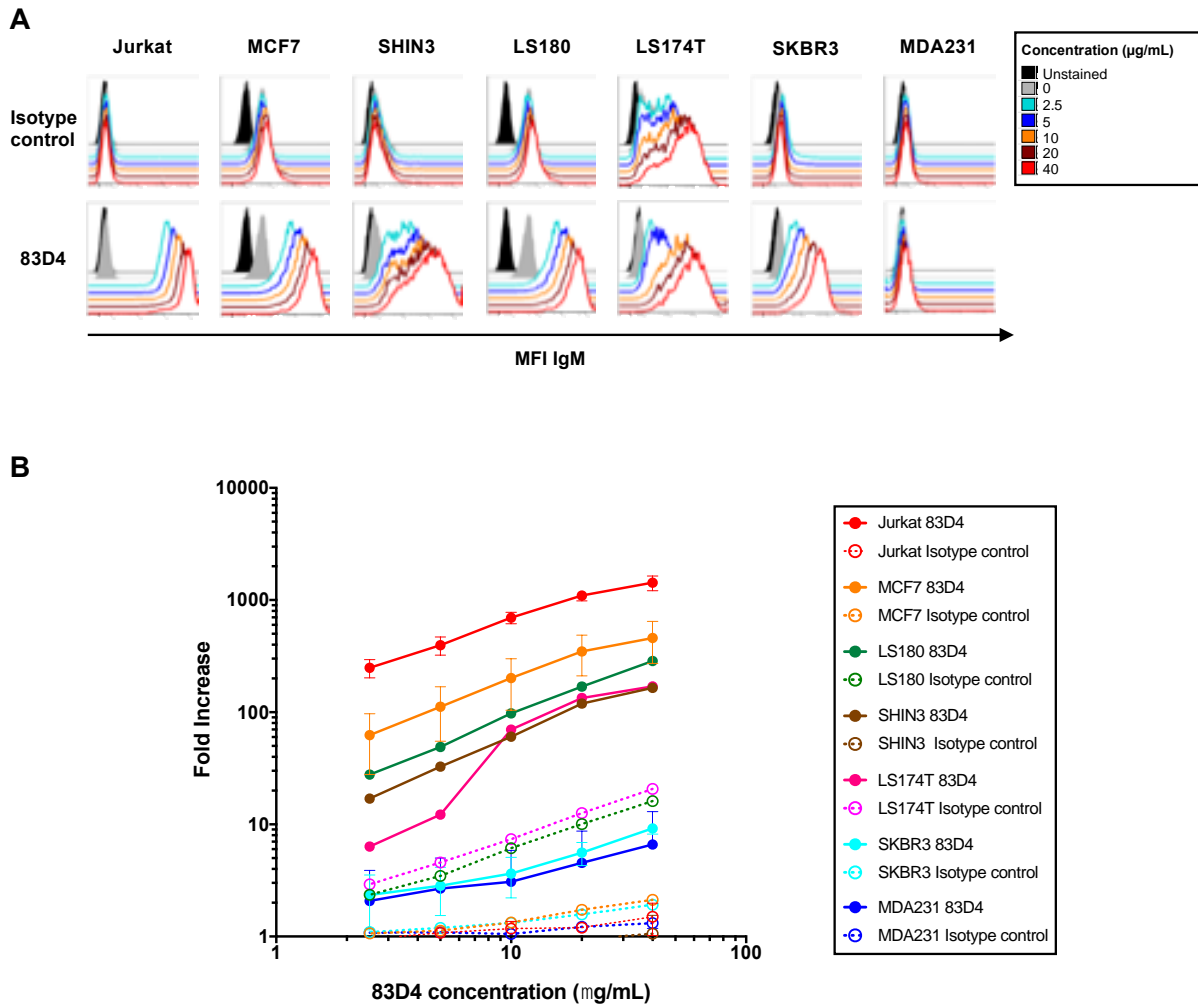 A
Jurkat MCF7 SHIN3 LS180 LS174T SKBR3 MDA231
Concentration (µg/mL)
Unstained
0
2.5
5
10
20
40
Isotype
control
83D4
MFI IgM
B
10000
1000
100
10
1
Fold Increase
1 10 100
83D4 concentration (mg/mL)
Jurkat 83D4
Jurkat Isotype control
MCF7 83D4
MCF7 Isotype control
LS180 83D4
LS180 Isotype control
SHIN3 83D4
SHIN3 Isotype control
LS174T 83D4
LS174T Isotype control
SKBR3 83D4
SKBR3 Isotype control
MDA231 83D4
MDA231 Isotype control